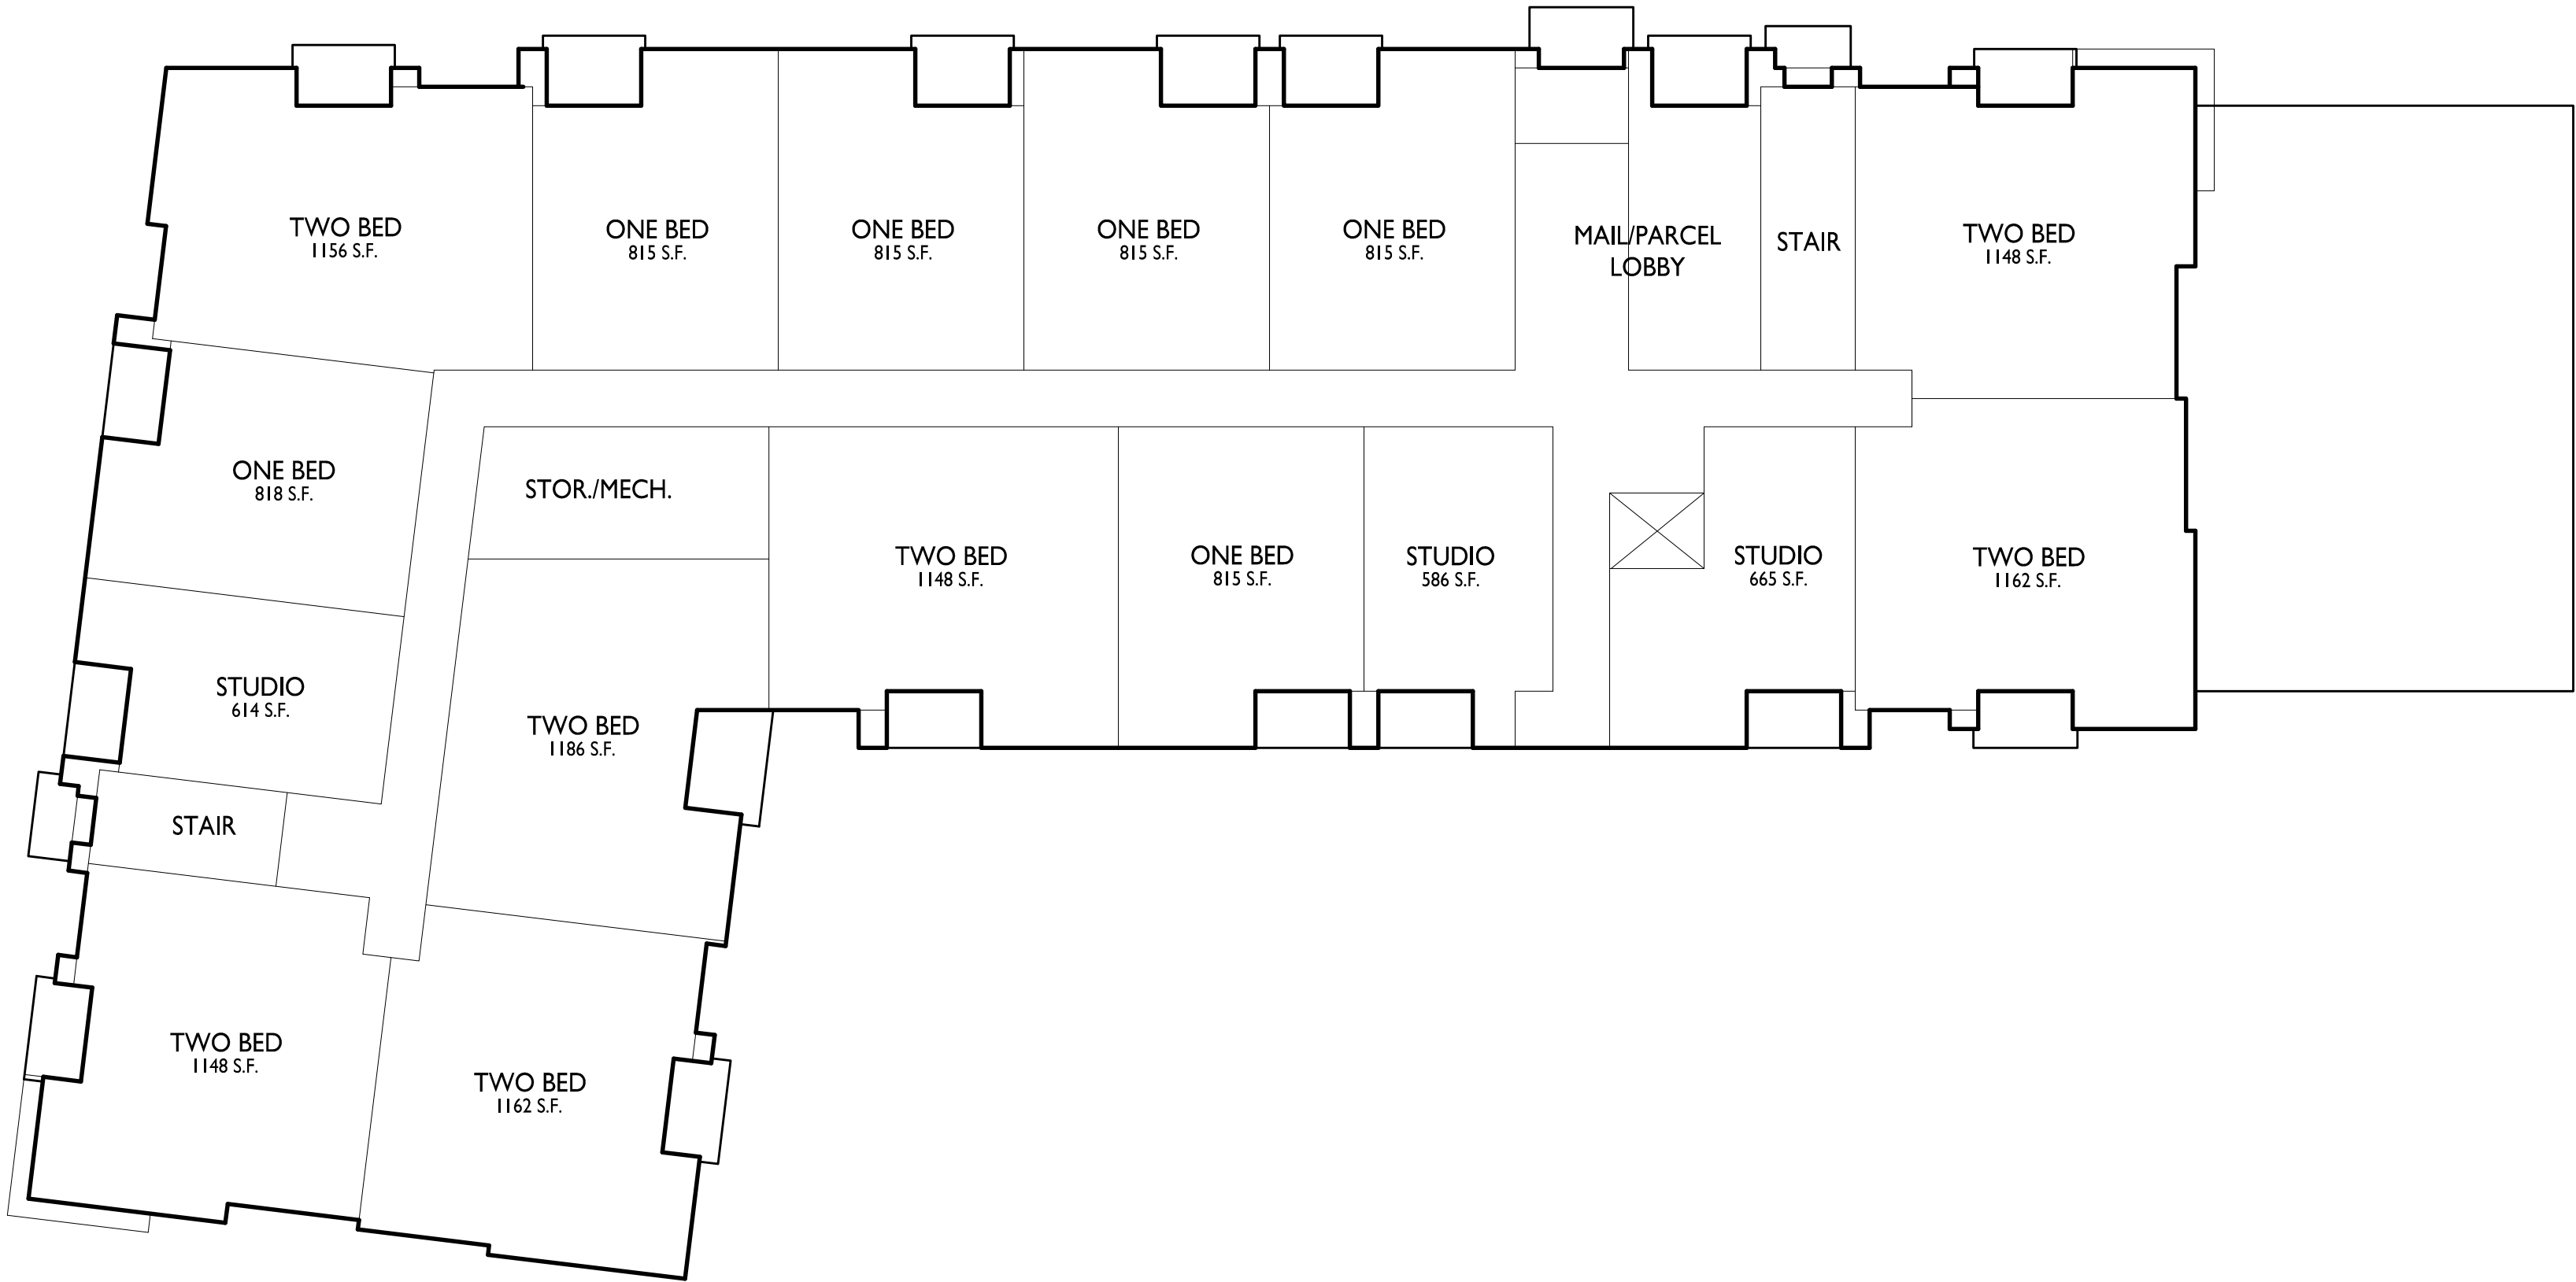 TWO BED
1156 S.F.
ONE BED
815 S.F.
ONE BED
815 S.F.
ONE BED
815 S.F.
ONE BED
815 S.F.
MAIL/PARCEL
LOBBY
STAIR
TWO BED
1148 S.F.
ONE BED
818 S.F.
STOR./MECH.
TWO BED
1148 S.F.
ONE BED
815 S.F.
STUDIO
586 S.F.
STUDIO
665 S.F.
TWO BED
1162 S.F.
STUDIO
614 S.F.
TWO BED
1186 S.F.
STAIR
TWO BED
1148 S.F.
TWO BED
1162 S.F.